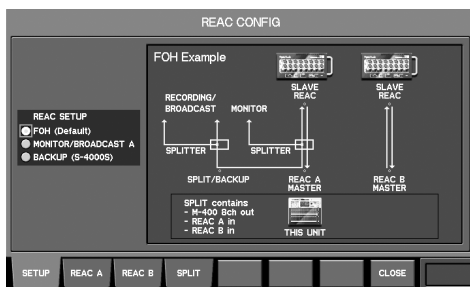 REAC CONFIG
FOH Example
SLAVE
REAC
SLAVE
REAC
RECORDING/
BROADCAST
MONITOR
REAC SETUP
FOH (Default)
MONITOR/BROADCAST A
BACKUP (S-4000S)
SPLITTER
SPLITTER
SPLIT/BACKUP
REAC A
MASTER
REAC B
MASTER
SPLIT contains
- M-400 8ch out
- REAC A in
- REAC B in
THIS UNIT
SETUP
REAC A
REAC B
SPLIT
CLOSE